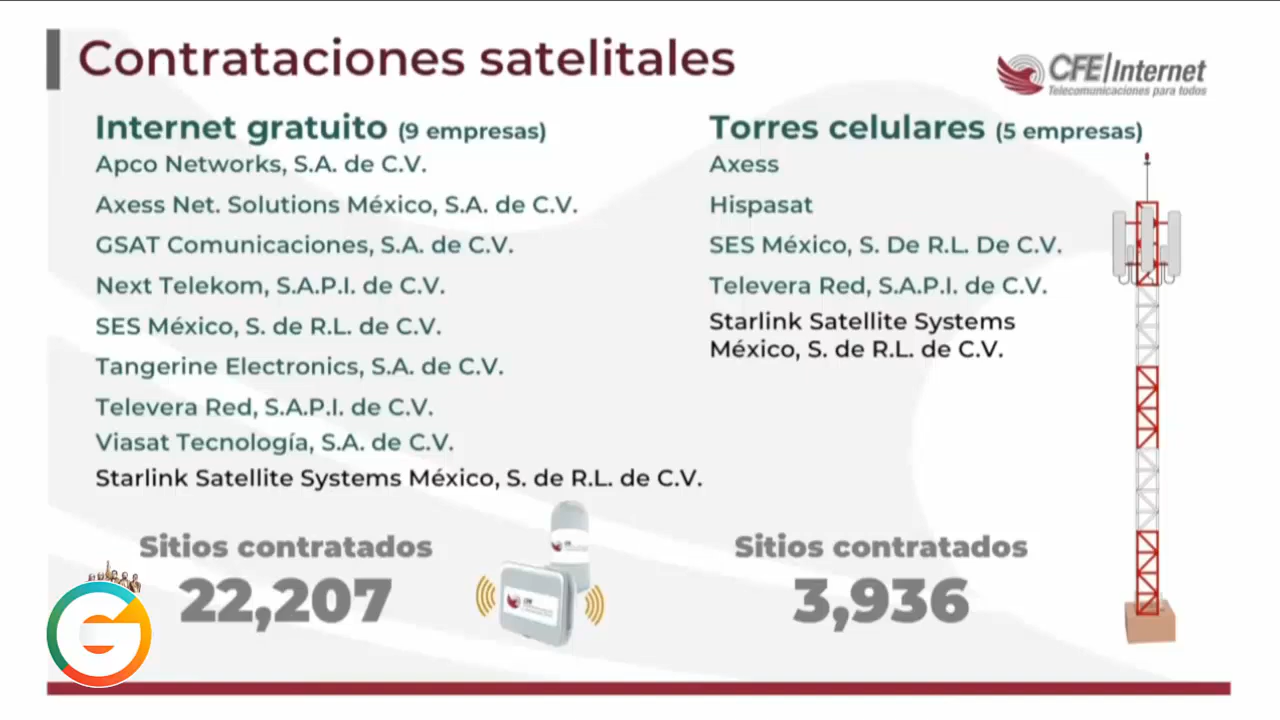 Contrataciones satelitales
CFE/Internet
Telecomunicaciones para todos
Internet gratuito (9 empresas)
Apco Networks, S.A. de C.V.
Axess Net. Solutions México, S.A. de C.V.
GSAT Comunicaciones, S.A. de C.V.
Next Telekom, S.A.P.I. de C.V.
SES México, S. de R.L. de C.V.
Tangerine Electronics, S.A. de C.V.
Televera Red, S.A.P.I. de C.V.
Viasat Tecnología, S.A. de C.V.
Starlink Satellite Systems México, S. de R.L. de C.V.
Sitios contratados
22,207
Torres celulares (5 empresas)
Axess
Hispasat
SES México, S. De R.L. De C.V.
Televera Red, S.A.P.I. de C.V.
Starlink Satellite Systems
México, S. de R.L. de C.V.
Sitios contratados
3,936
CFE
G